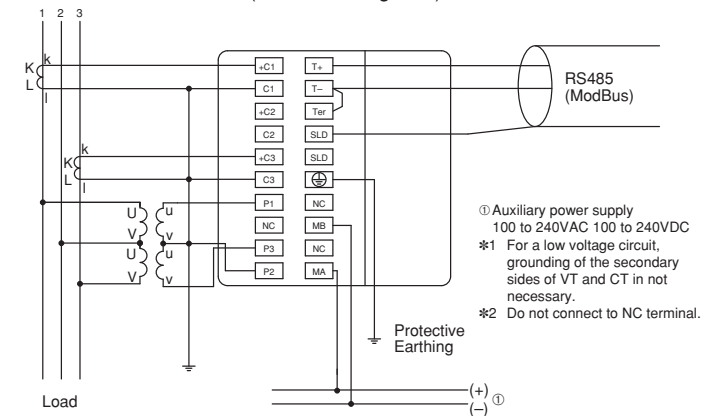 1 2 3
k
K
L
l
k
K
L
l
U u
V v
U u
V v
+C1 T+
C1 T–
+C2 Ter
C2 SLD
+C3 SLD
C3
P1 NC
NC MB
P3 NC
P2 MA
RS485
(ModBus)
①Auxiliary power supply
100 to 240VAC 100 to 240VDC
✽1 For a low voltage circuit,
grounding of the secondary
sides of VT and CT in not
necessary.
✽2 Do not connect to NC terminal.
Protective
Earthing
Load
(+)
(–) ①